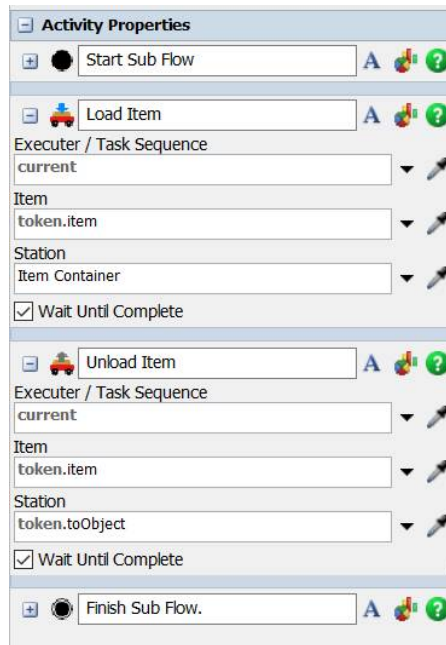 Activity Properties
Start Sub Flow A ?
Load Item A ?
Executer / Task Sequence
current
Item
token.item
Station
Item Container
Wait Until Complete
Unload Item A ?
Executer / Task Sequence
current
Item
token.item
Station
token.toObject
Wait Until Complete
Finish Sub Flow. A ?